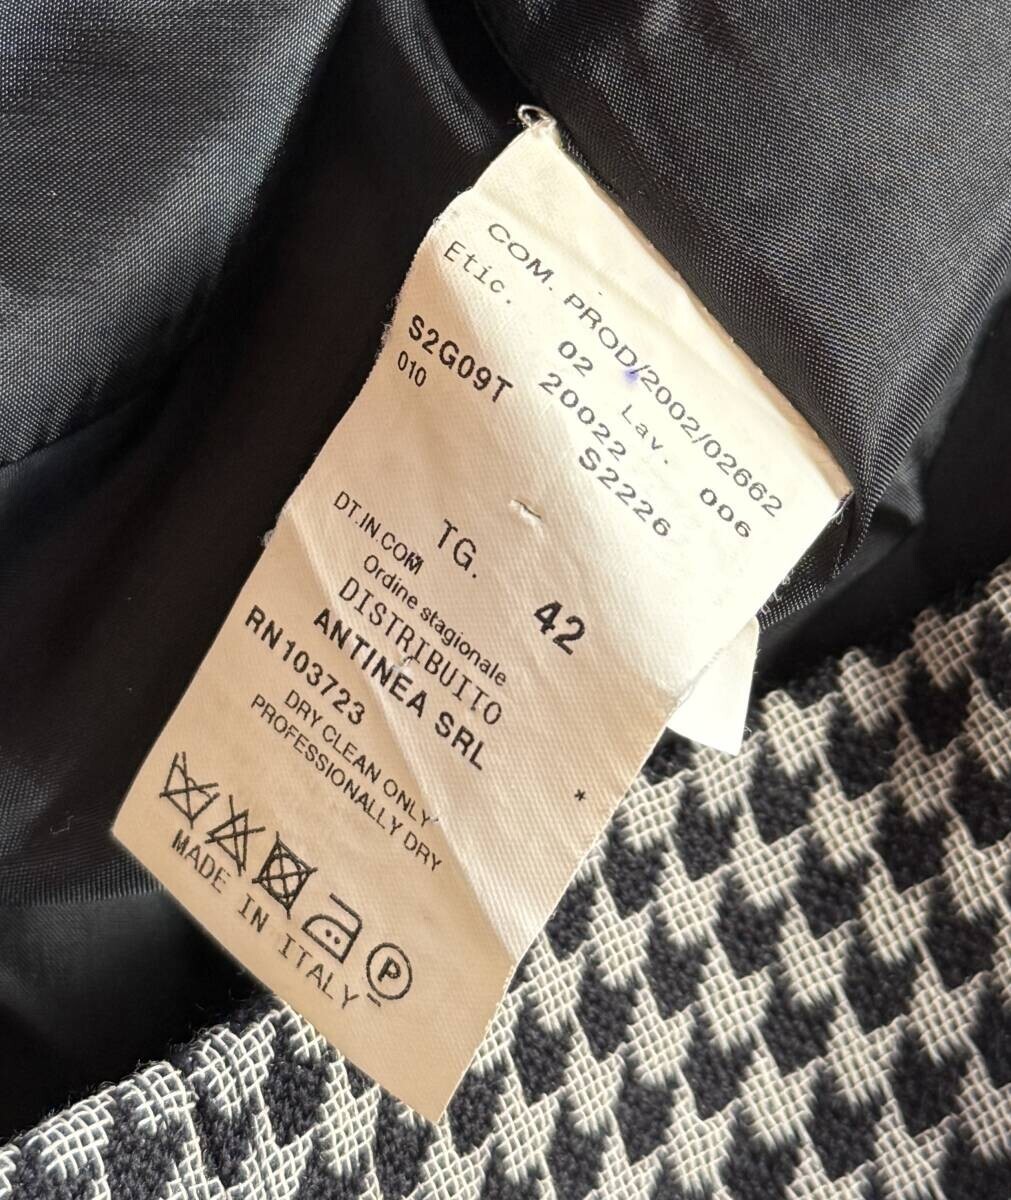 COM. PROD/2002/02662
Etic. 02 Lav. 006
S2G09T 20022 S2226
010
TG. 42
DT.IN.COM
Ordine stagionale
DISTRIBUITO
ANTINEA SRL
RN103723
DRY CLEAN ONLY
PROFESSIONALLY DRY
*
P
MADE IN ITALY